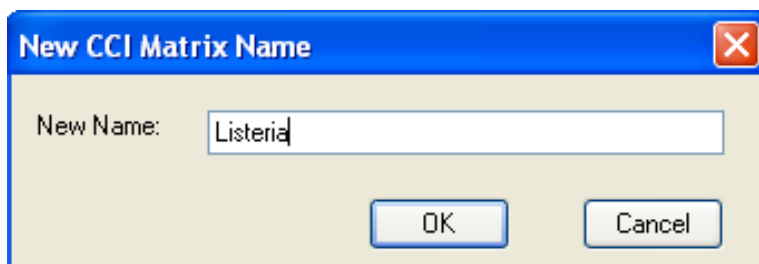 New CCI Matrix Name
New Name: Listeria
OK Cancel